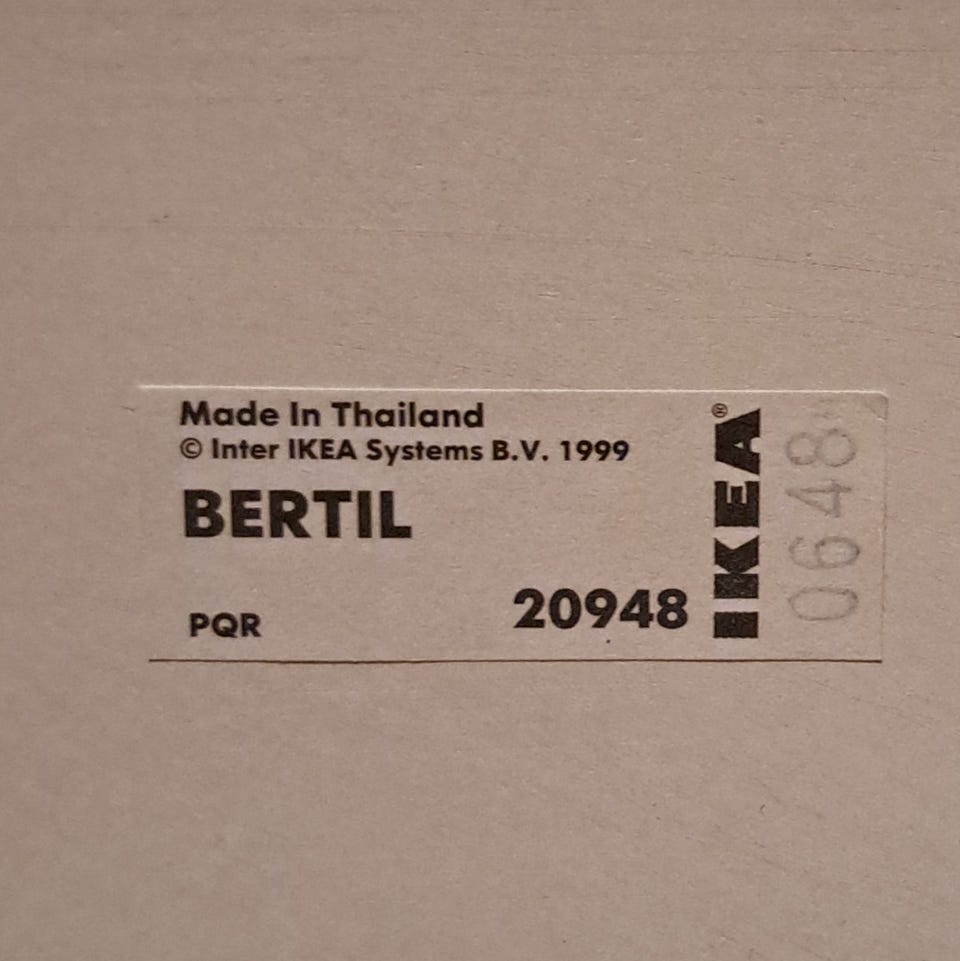 Made In Thailand
© Inter IKEA Systems B.V. 1999
BERTIL
PQR
20948
IKEA®
0648